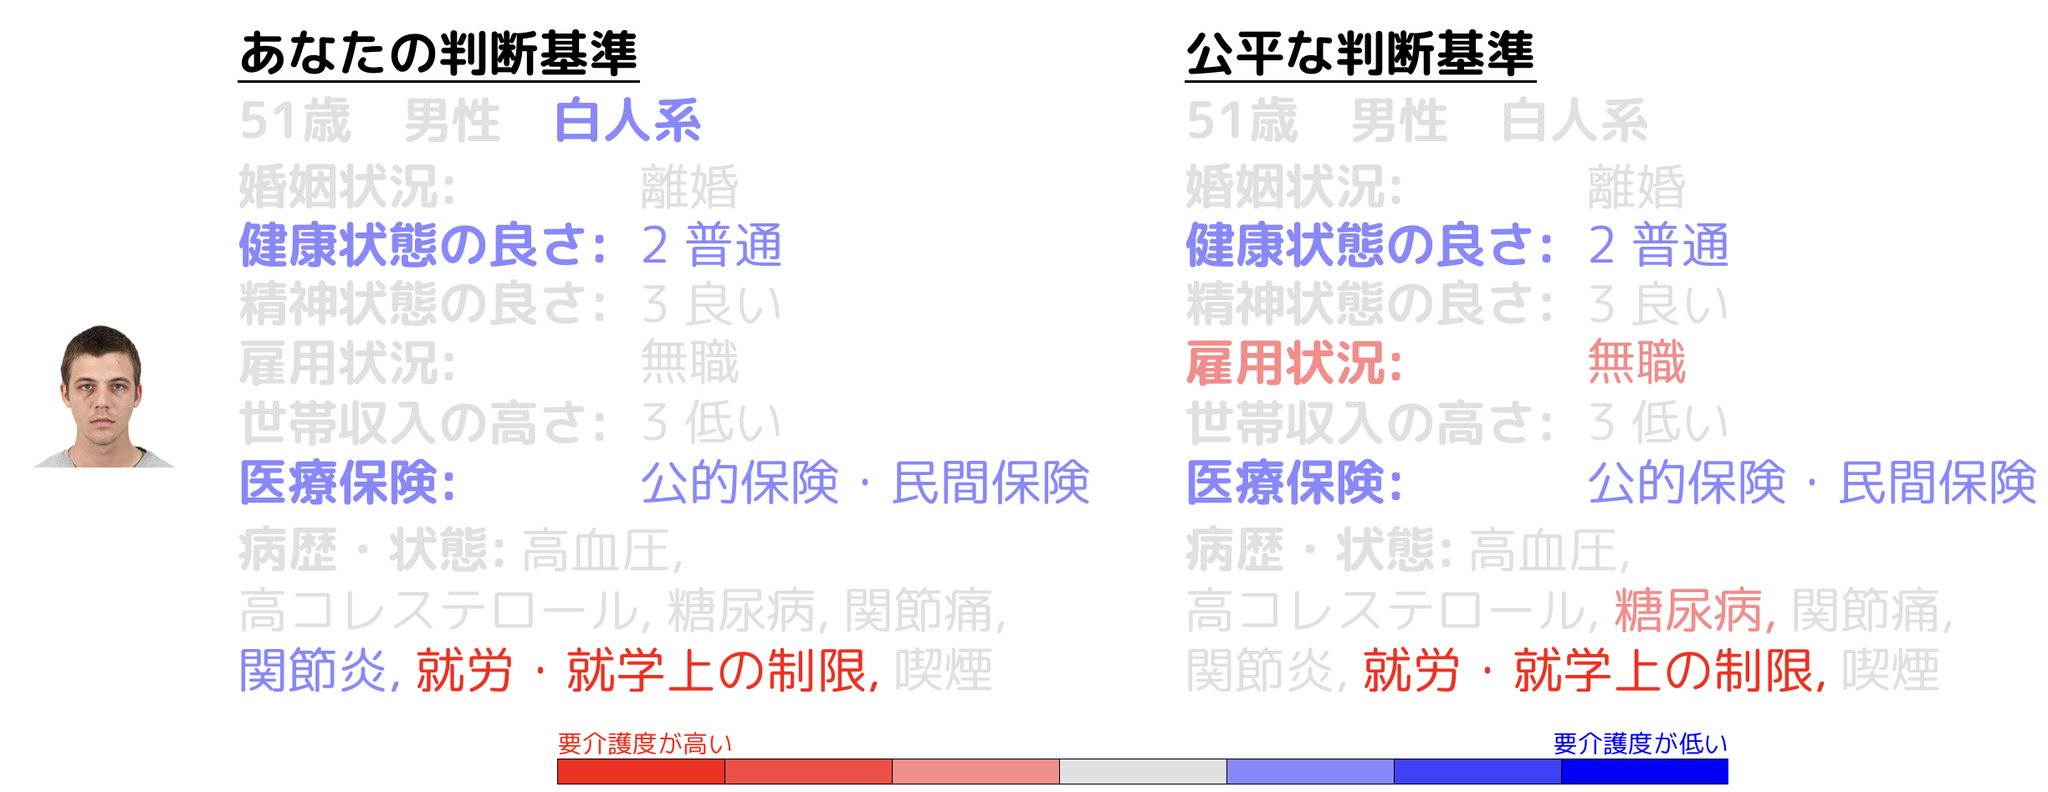 あなたの判断基準
51歳　男性　白人系
婚姻状況: 離婚
健康状態の良さ: 2 普通
精神状態の良さ: 3 良い
雇用状況: 無職
世帯収入の高さ: 3 低い
医療保険: 公的保険・民間保険
病歴・状態: 高血圧,
高コレステロール, 糖尿病, 関節痛,
関節炎, 就労・就学上の制限, 喫煙
公平な判断基準
51歳　男性　白人系
婚姻状況: 離婚
健康状態の良さ: 2 普通
精神状態の良さ: 3 良い
雇用状況: 無職
世帯収入の高さ: 3 低い
医療保険: 公的保険・民間保険
病歴・状態: 高血圧,
高コレステロール, 糖尿病, 関節痛,
関節炎, 就労・就学上の制限, 喫煙
要介護度が高い
要介護度が低い